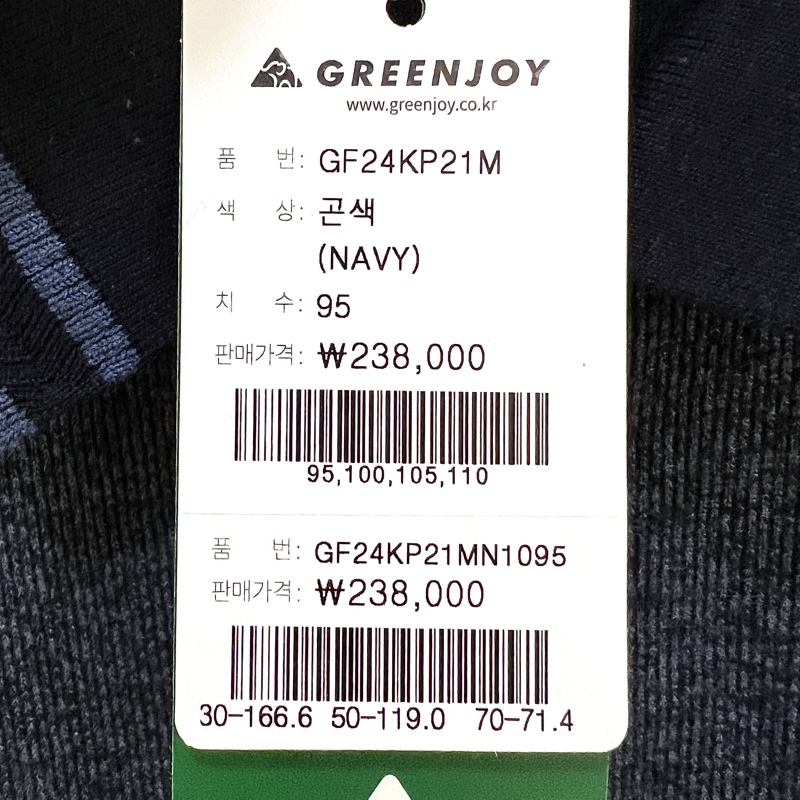 GREENJOY
www.greenjoy.co.kr
품 번: GF24KP21M
색 상: 곤색
(NAVY)
치 수: 95
판매가격: ₩238,000
95,100,105,110
품 번: GF24KP21MN1095
판매가격: ₩238,000
30-166.6 50-119.0 70-71.4